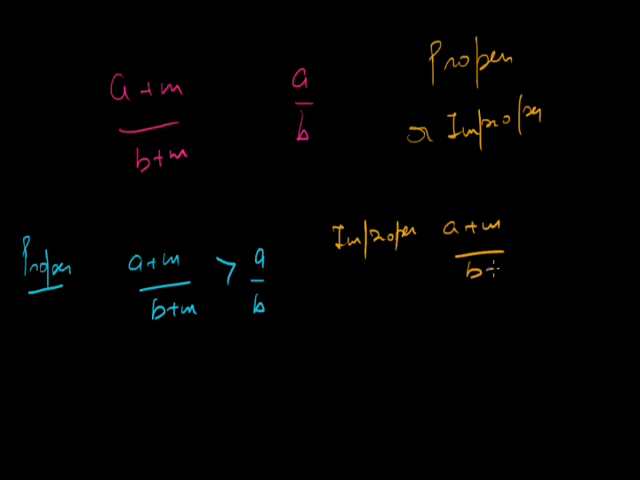 a+m a Proper
b+m b or Improper
Proper a+m > a Improper a+m
b+m b b+